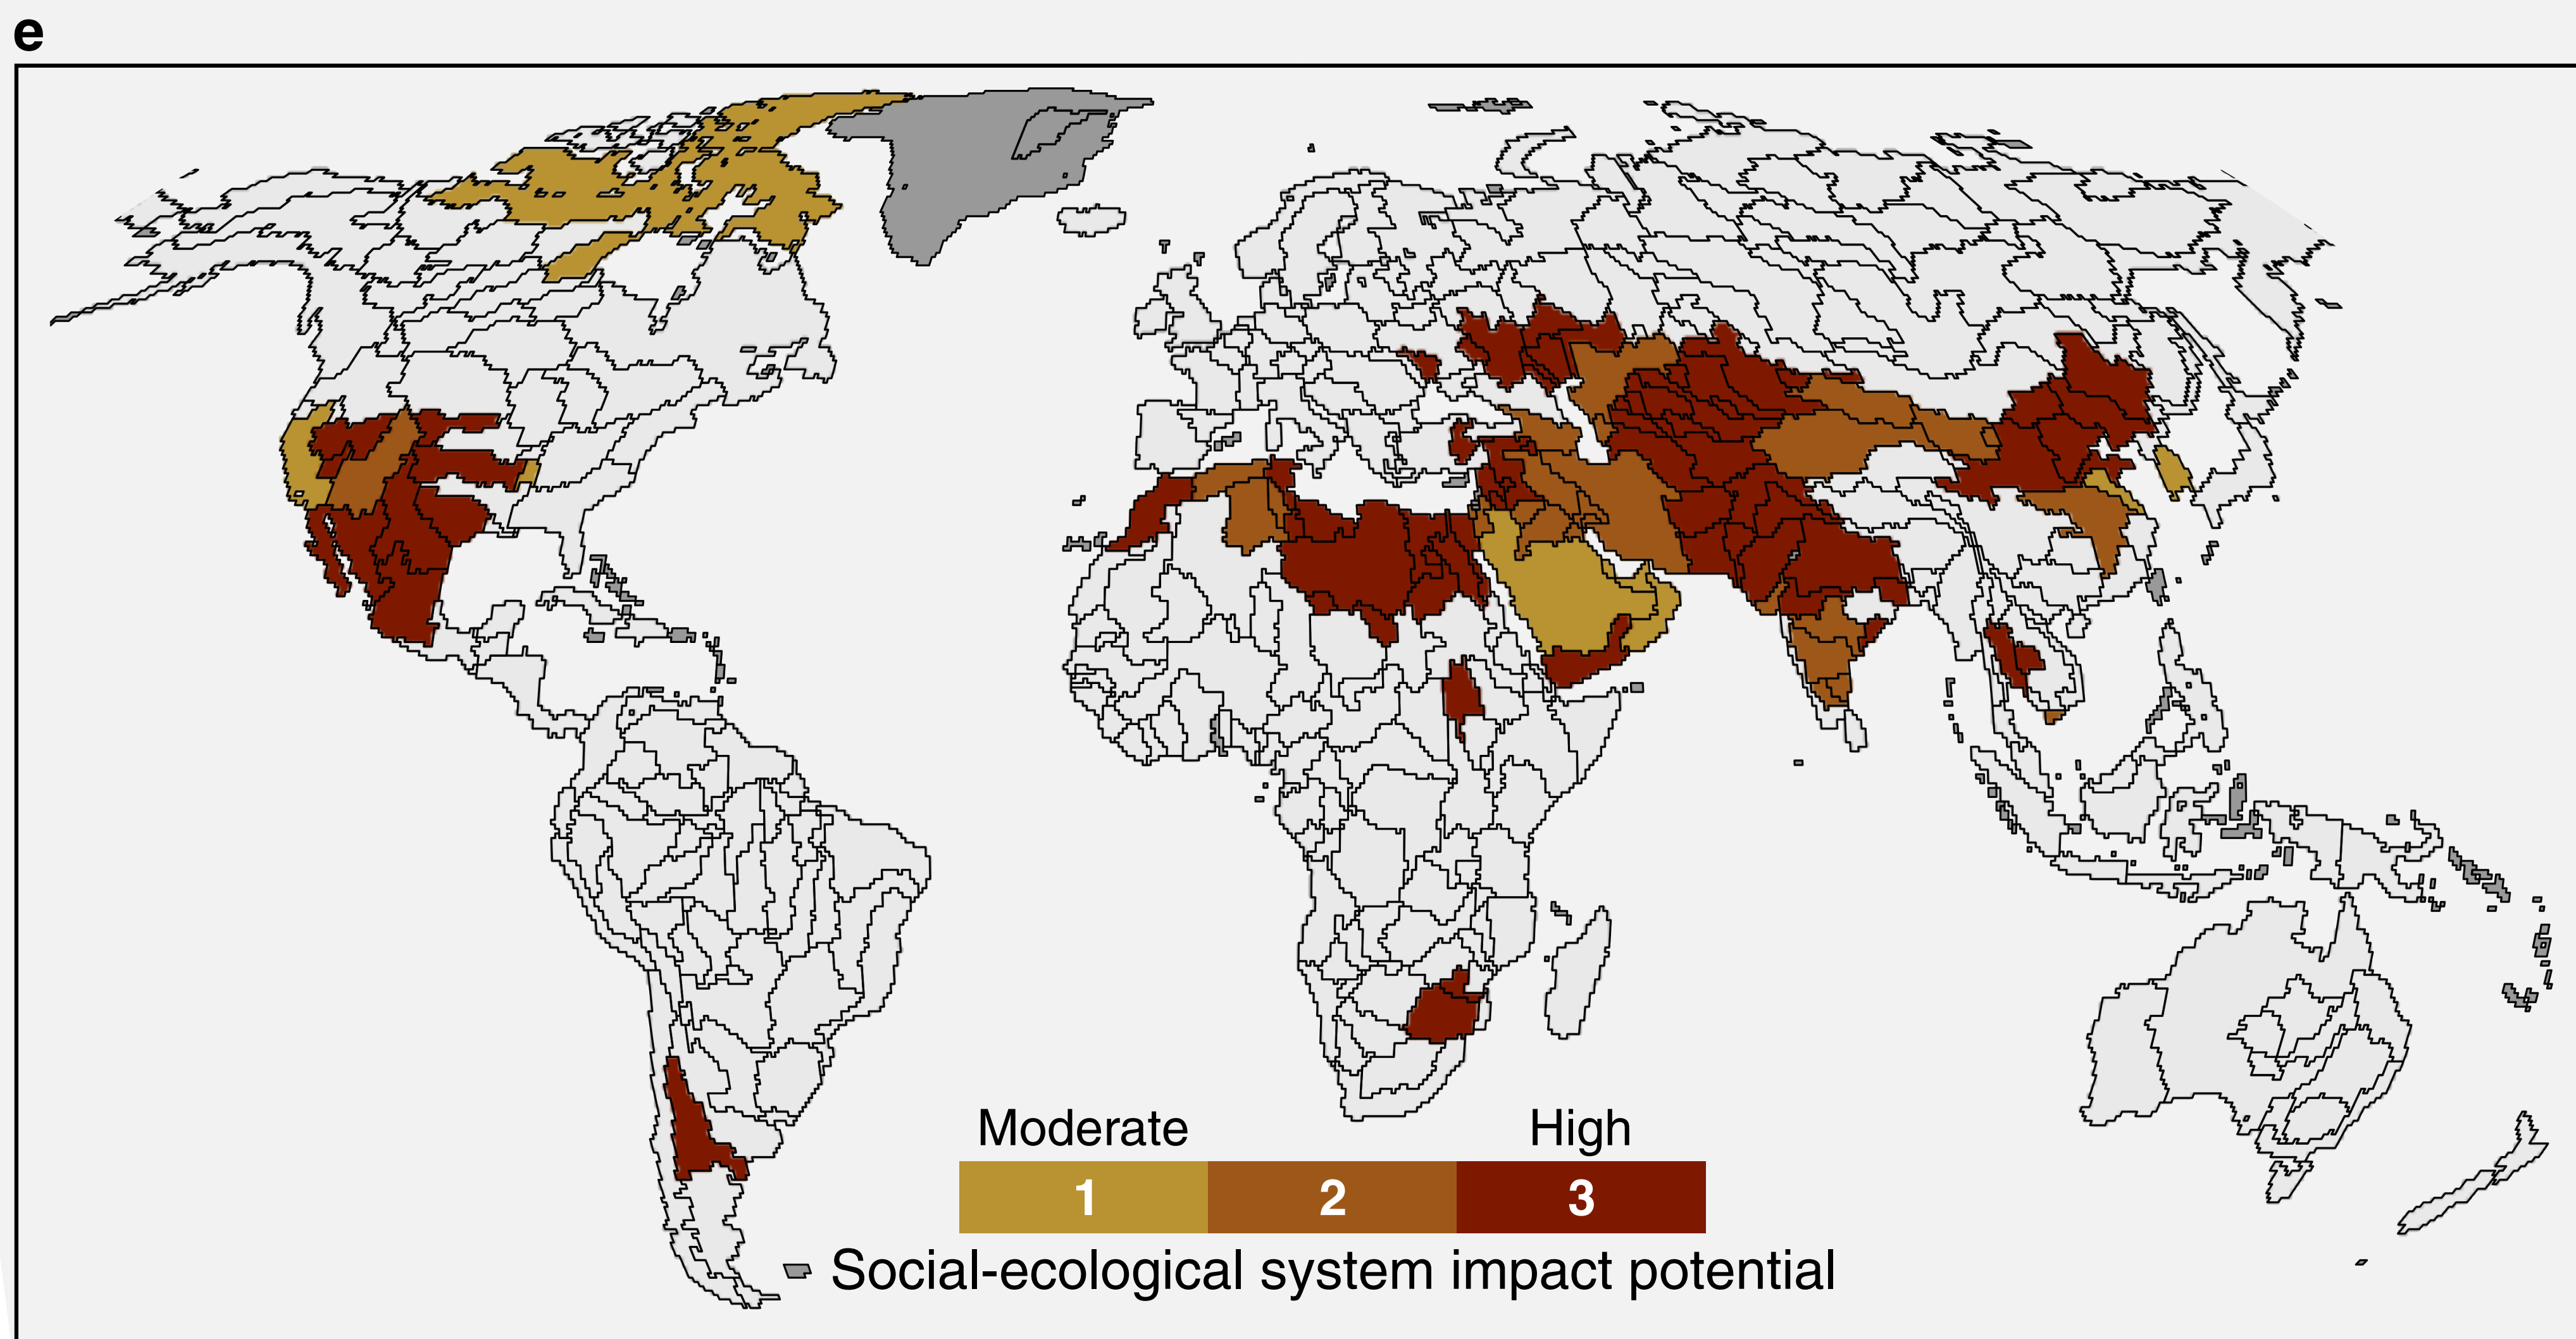 e
Moderate High
1 2 3
Social-ecological system impact potential